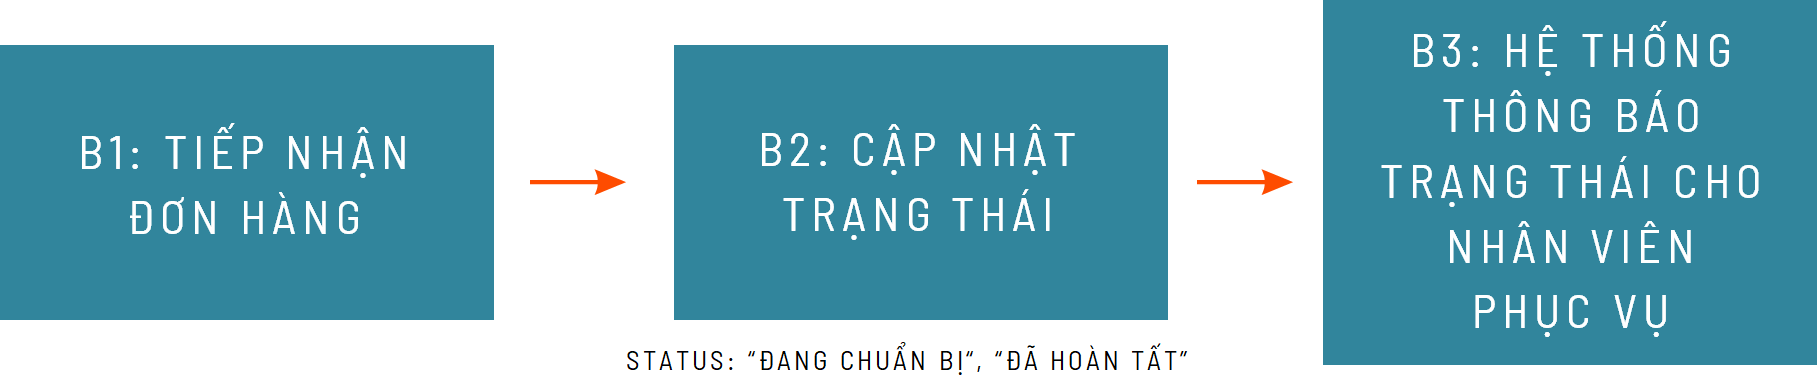 B1: TIẾP NHẬN
ĐƠN HÀNG
B2: CẬP NHẬT
TRẠNG THÁI
STATUS: “ĐANG CHUẨN BỊ“, “ĐÃ HOÀN TẤT”
B3: HỆ THỐNG
THÔNG BÁO
TRẠNG THÁI CHO
NHÂN VIÊN
PHỤC VỤ